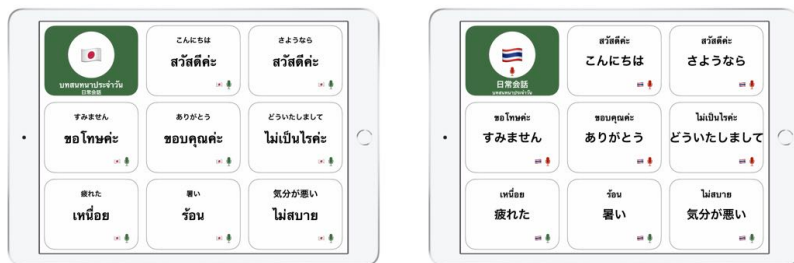 บทสนทนาประจำวัน
日常会話
こんにちは
สวัสดีค่ะ
さようなら
สวัสดีค่ะ
すみません
ขอโทษค่ะ
ありがとう
ขอบคุณค่ะ
どういたしまして
ไม่เป็นไรค่ะ
疲れた
เหนื่อย
暑い
ร้อน
気分が悪い
ไม่สบาย
日常会話
บทสนทนาประจำวัน
สวัสดีค่ะ
こんにちは
สวัสดีค่ะ
さようなら
ขอโทษค่ะ
すみません
ขอบคุณค่ะ
ありがとう
ไม่เป็นไรค่ะ
どういたしまして
เหนื่อย
疲れた
ร้อน
暑い
ไม่สบาย
気分が悪い